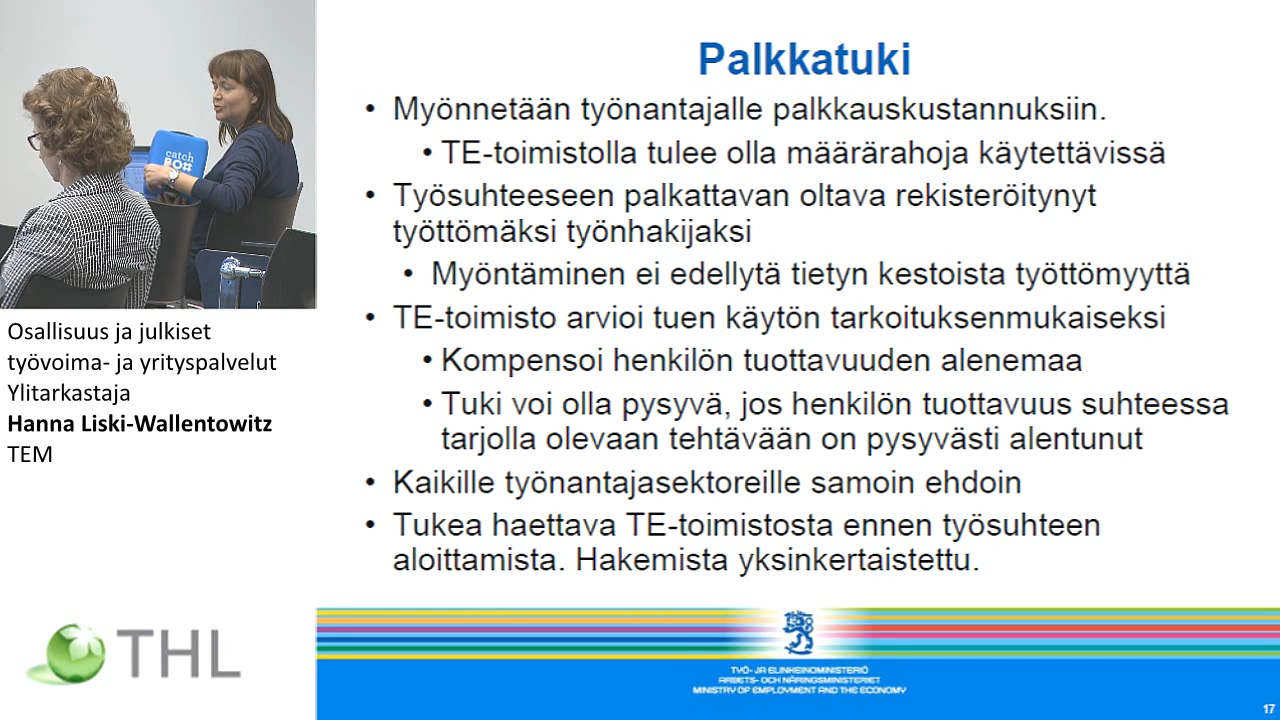 Palkkatuki
• Myönnetään työnantajalle palkkauskustannuksiin.
• TE-toimistolla tulee olla määrärahoja käytettävissä
• Työsuhteeseen palkattavan oltava rekisteröitynyt
työttömäksi työnhakijaksi
• Myöntäminen ei edellytä tietyn kestoista työttömyyttä
• TE-toimisto arvioi tuen käytön tarkoituksenmukaiseksi
• Kompensoi henkilön tuottavuuden alenemaa
• Tuki voi olla pysyvä, jos henkilön tuottavuus suhteessa
tarjolla olevaan tehtävään on pysyvästi alentunut
• Kaikille työnantajasektoreille samoin ehdoin
• Tukea haettava TE-toimistosta ennen työsuhteen
aloittamista. Hakemista yksinkertaistettu.
catch
BOX
Osallisuus ja julkiset
työvoima- ja yrityspalvelut
Ylitarkastaja
Hanna Liski-Wallentowitz
TEM
THL
TYÖ- JA ELINKEINOMINISTERIÖ
ARBETS- OCH NÄRINGSMINISTERIET
MINISTRY OF EMPLOYMENT AND THE ECONOMY
17